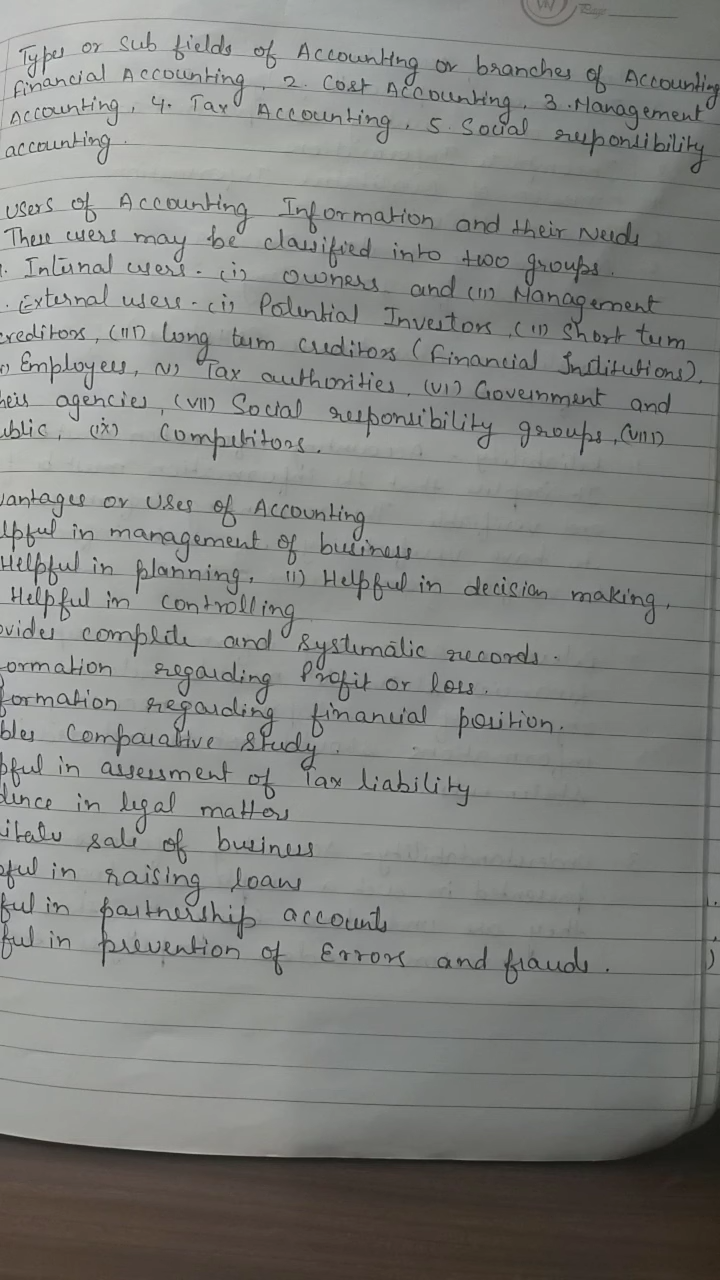 Types or Sub fields of Accounting or branches of Accounting
financial Accounting, 2. Cost Accounting, 3. Management
Accounting, 4. Tax Accounting, 5. Social responsibility
accounting.
Users of Accounting Information and their Needs
These users may be classified into two groups.
. Internal users - (i) owners and (ii) Management
. External users - (i) Potential Investors, (ii) Short term
creditors, (iii) Long term creditors (Financial Institutions),
) Employees, v) Tax authorities, (vi) Government and
heir agencies, (vii) Social responsibility groups, (viii)
ublic, (ix) Competitors.
vantages or Uses of Accounting
lpful in management of business
Helpful in planning, ii) Helpful in decision making,
Helpful in controlling
ovides complete and systematic records.
formation regarding Profit or loss.
formation regarding financial position.
bles Comparative study.
pful in assessment of Tax liability
dence in legal matters
ilitate sale of business
pful in raising loans
ful in partnership accounts
ful in prevention of Errors and frauds.